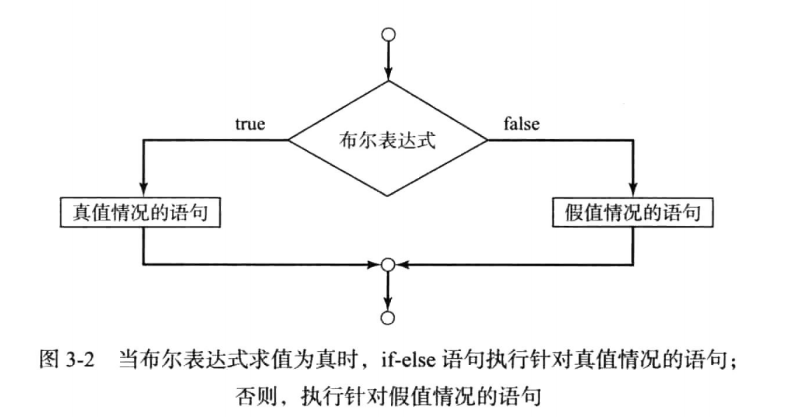 true
false
布尔表达式
真值情况的语句
假值情况的语句
图 3-2 当布尔表达式求值为真时，if-else 语句执行针对真值情况的语句；
否则，执行针对假值情况的语句